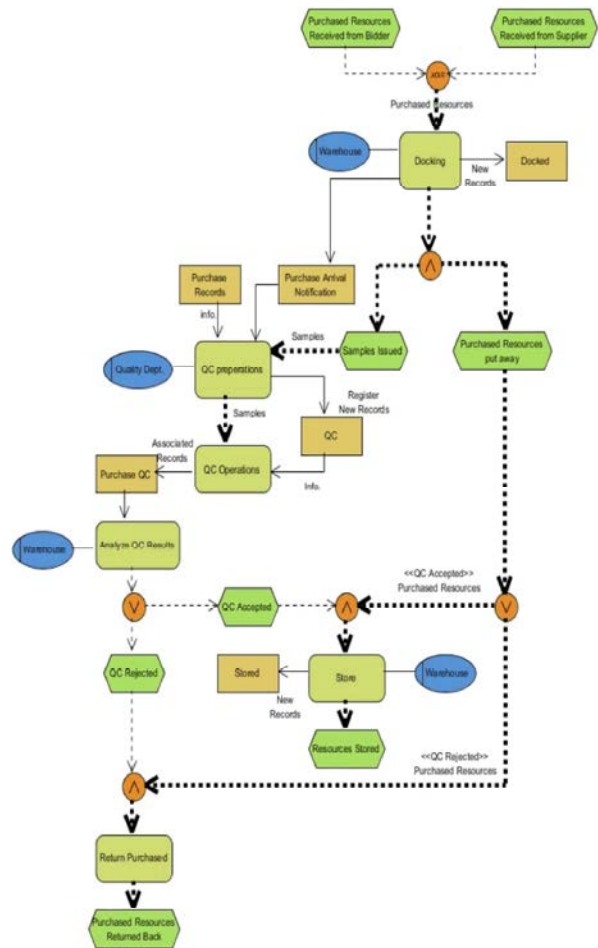 Purchased Resources
Received from Bidder
Purchased Resources
Received from Supplier
XOR
Purchased Resources
Warehouse
Docking
New
Records
Docked
Purchase
Records
Purchase Arrival
Notification
info.
Samples
Samples Issued
Purchased Resources
put away
Quality Dept.
QC preperations
Samples
Register
New Records
QC
Associated
Records
QC Operations
Info.
Purchase QC
Warehouse
Analyze QC Results
<<QC Accepted>>
Purchased Resources
V
QC Accepted
Λ
V
QC Rejected
Stored
New
Records
Store
Warehouse
Resources Stored
<<QC Rejected>>
Purchased Resources
Λ
Return Purchased
Purchased Resources
Returned Back